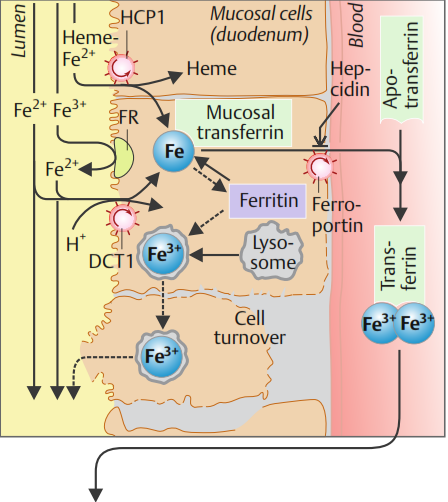 Lumen
HCP1
Mucosal cells
(duodenum)
Blood
Heme-
Fe2+
Heme
Hep-
cidin
Apo-
transferrin
Fe2+
Fe3+
FR
Mucosal
transferrin
Fe
Fe2+
Ferritin
Ferro-
portin
H+
DCT1
Fe3+
Lyso-
some
Trans-
ferrin
Fe3+
Fe3+
Cell
turnover
Fe3+